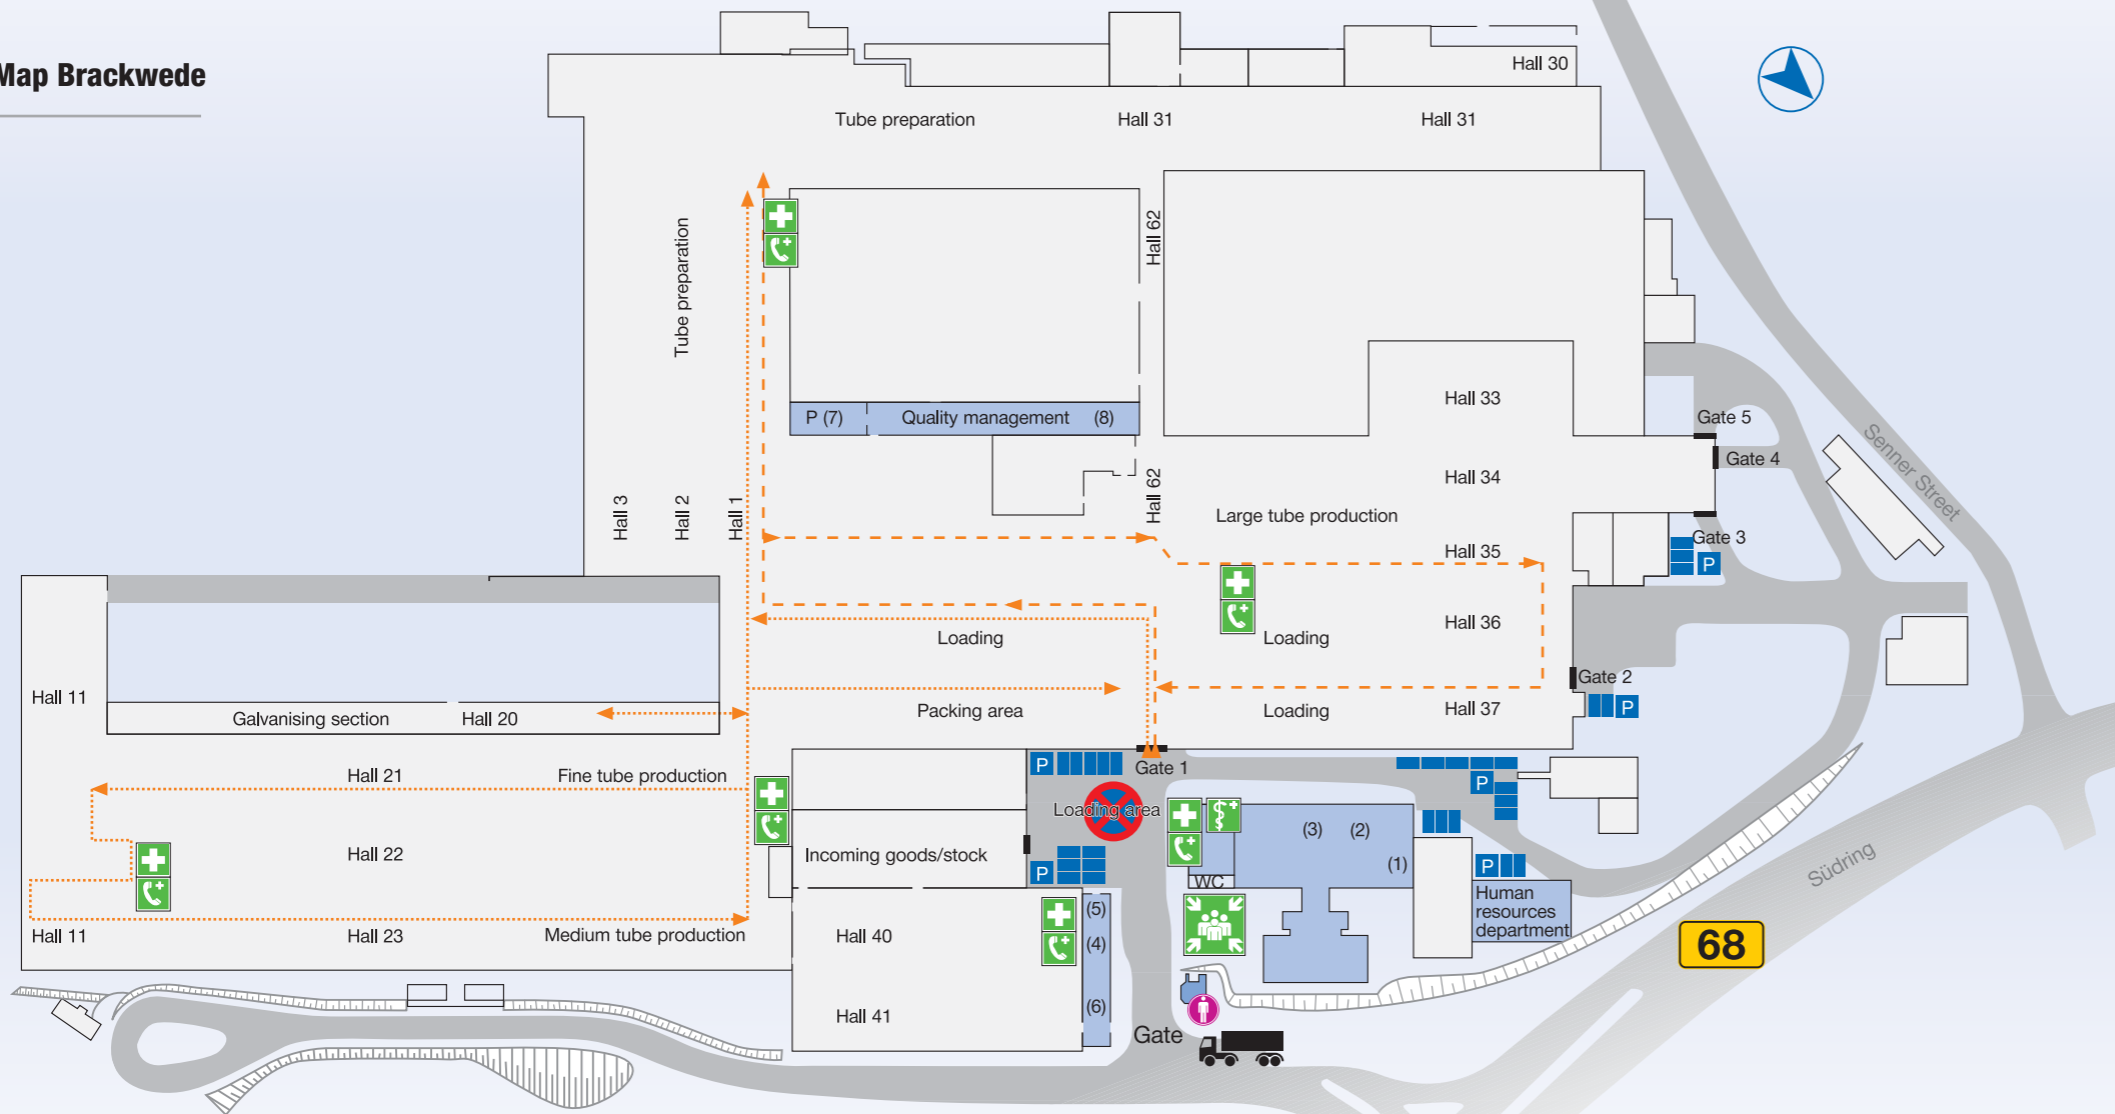 Map Brackwede
Hall 30
Tube preparation
Hall 31
Hall 31
Tube preparation
Hall 62
P (7)
Quality management
(8)
Hall 33
Gate 5
Gate 4
Senner Street
Hall 34
Hall 3
Hall 2
Hall 1
Hall 62
Large tube production
Hall 35
Gate 3
P
Hall 36
Loading
Loading
Gate 2
P
Hall 11
Galvanising section
Hall 20
Packing area
Loading
Hall 37
Hall 21
Fine tube production
P
Gate 1
P
Loading area
(3)
(2)
(1)
Hall 22
Incoming goods/stock
P
P
WC
Human
resources
department
Südring
68
Hall 11
Hall 23
Medium tube production
Hall 40
(5)
(4)
Hall 41
(6)
Gate